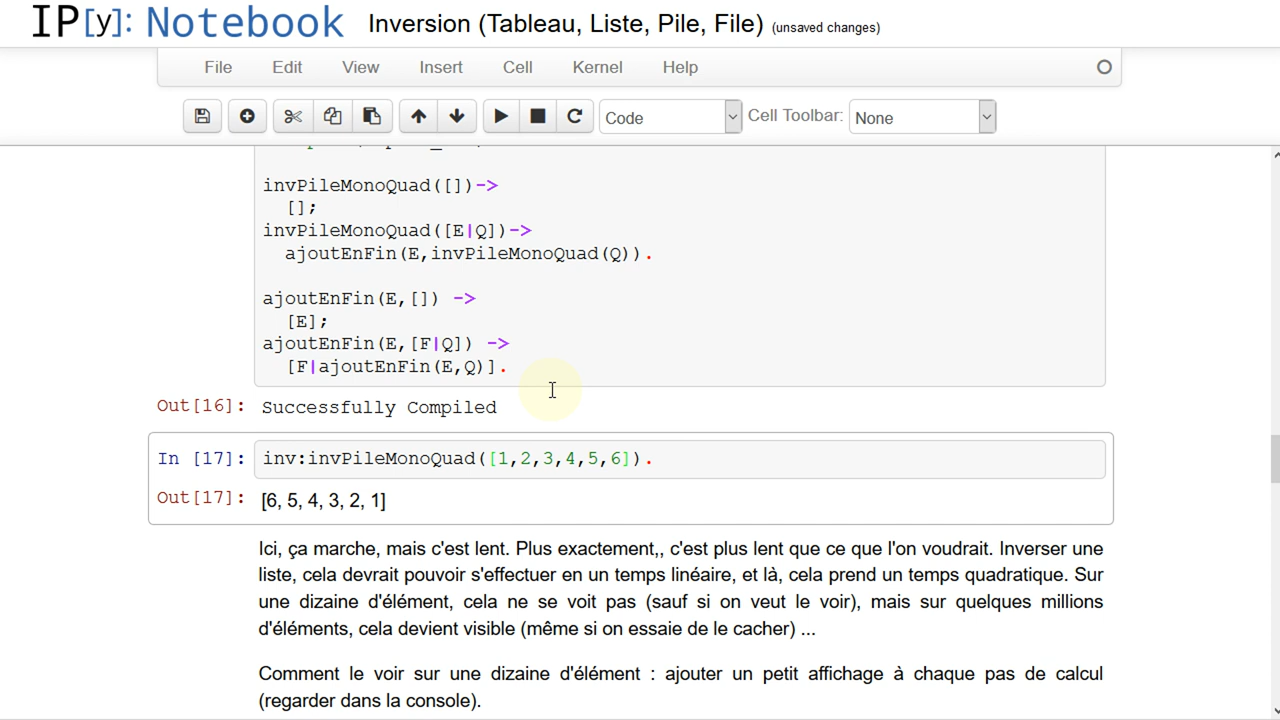 IP[y]: Notebook Inversion (Tableau, Liste, Pile, File) (unsaved changes)
File Edit View Insert Cell Kernel Help
Code Cell Toolbar: None
invPileMonoQuad([])->
[];
invPileMonoQuad([E|Q])->
ajoutEnFin(E,invPileMonoQuad(Q)).
ajoutEnFin(E,[]) ->
[E];
ajoutEnFin(E,[F|Q]) ->
[F|ajoutEnFin(E,Q)].
Out[16]: Successfully Compiled
In [17]: inv:invPileMonoQuad([1,2,3,4,5,6]).
Out[17]: [6, 5, 4, 3, 2, 1]
Ici, ça marche, mais c'est lent. Plus exactement,, c'est plus lent que ce que l'on voudrait. Inverser une
liste, cela devrait pouvoir s'effectuer en un temps linéaire, et là, cela prend un temps quadratique. Sur
une dizaine d'élément, cela ne se voit pas (sauf si on veut le voir), mais sur quelques millions
d'éléments, cela devient visible (même si on essaie de le cacher) ...
Comment le voir sur une dizaine d'élément : ajouter un petit affichage à chaque pas de calcul
(regarder dans la console).